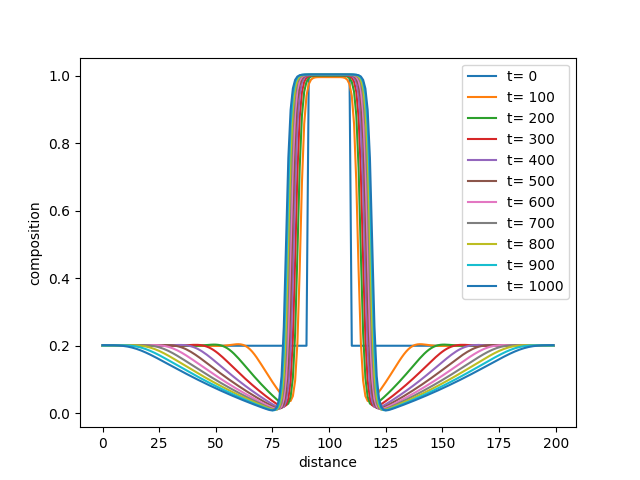 1.0
0.8
0.6
0.4
0.2
0.0
composition
0
25
50
75
100
125
150
175
200
distance
t= 0
t= 100
t= 200
t= 300
t= 400
t= 500
t= 600
t= 700
t= 800
t= 900
t= 1000